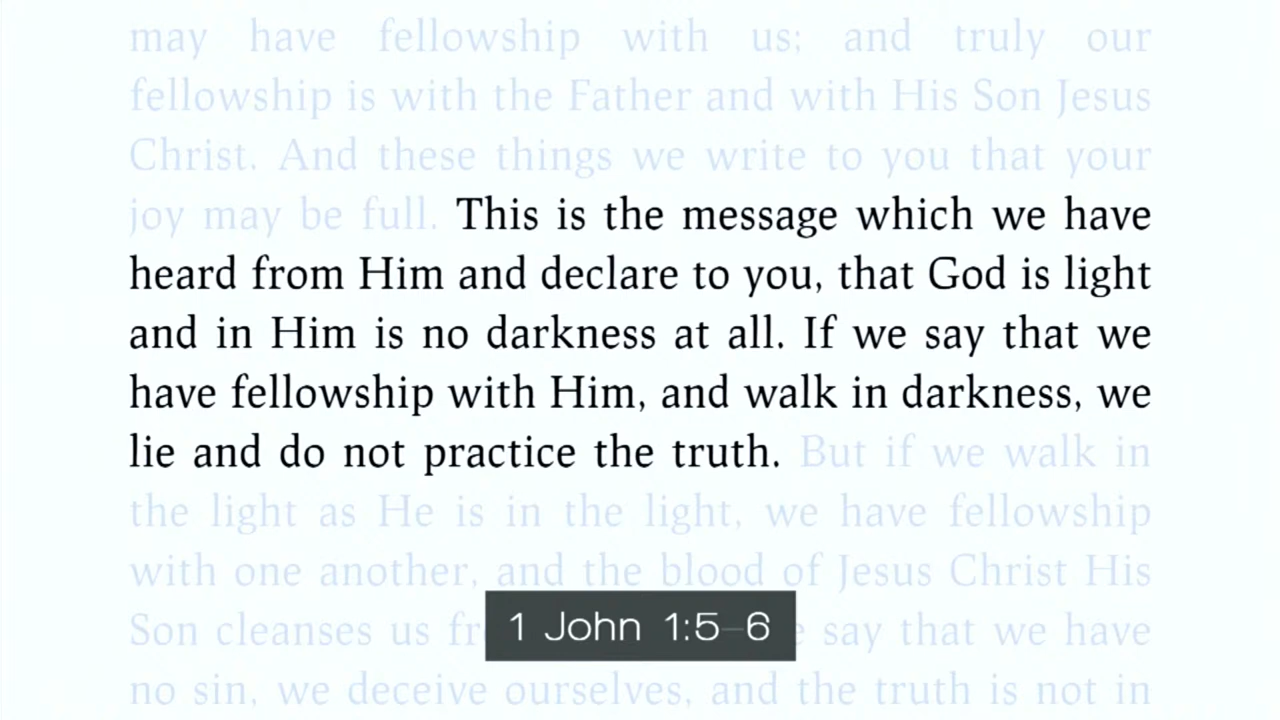 may have fellowship with us; and truly our
fellowship is with the Father and with His Son Jesus
Christ. And these things we write to you that your
joy may be full. This is the message which we have
heard from Him and declare to you, that God is light
and in Him is no darkness at all. If we say that we
have fellowship with Him, and walk in darkness, we
lie and do not practice the truth. But if we walk in
the light as He is in the light, we have fellowship
with one another, and the blood of Jesus Christ His
Son cleanses us say that we have
no sin, we deceive ourselves, and the truth is not in
1 John 1:5–6